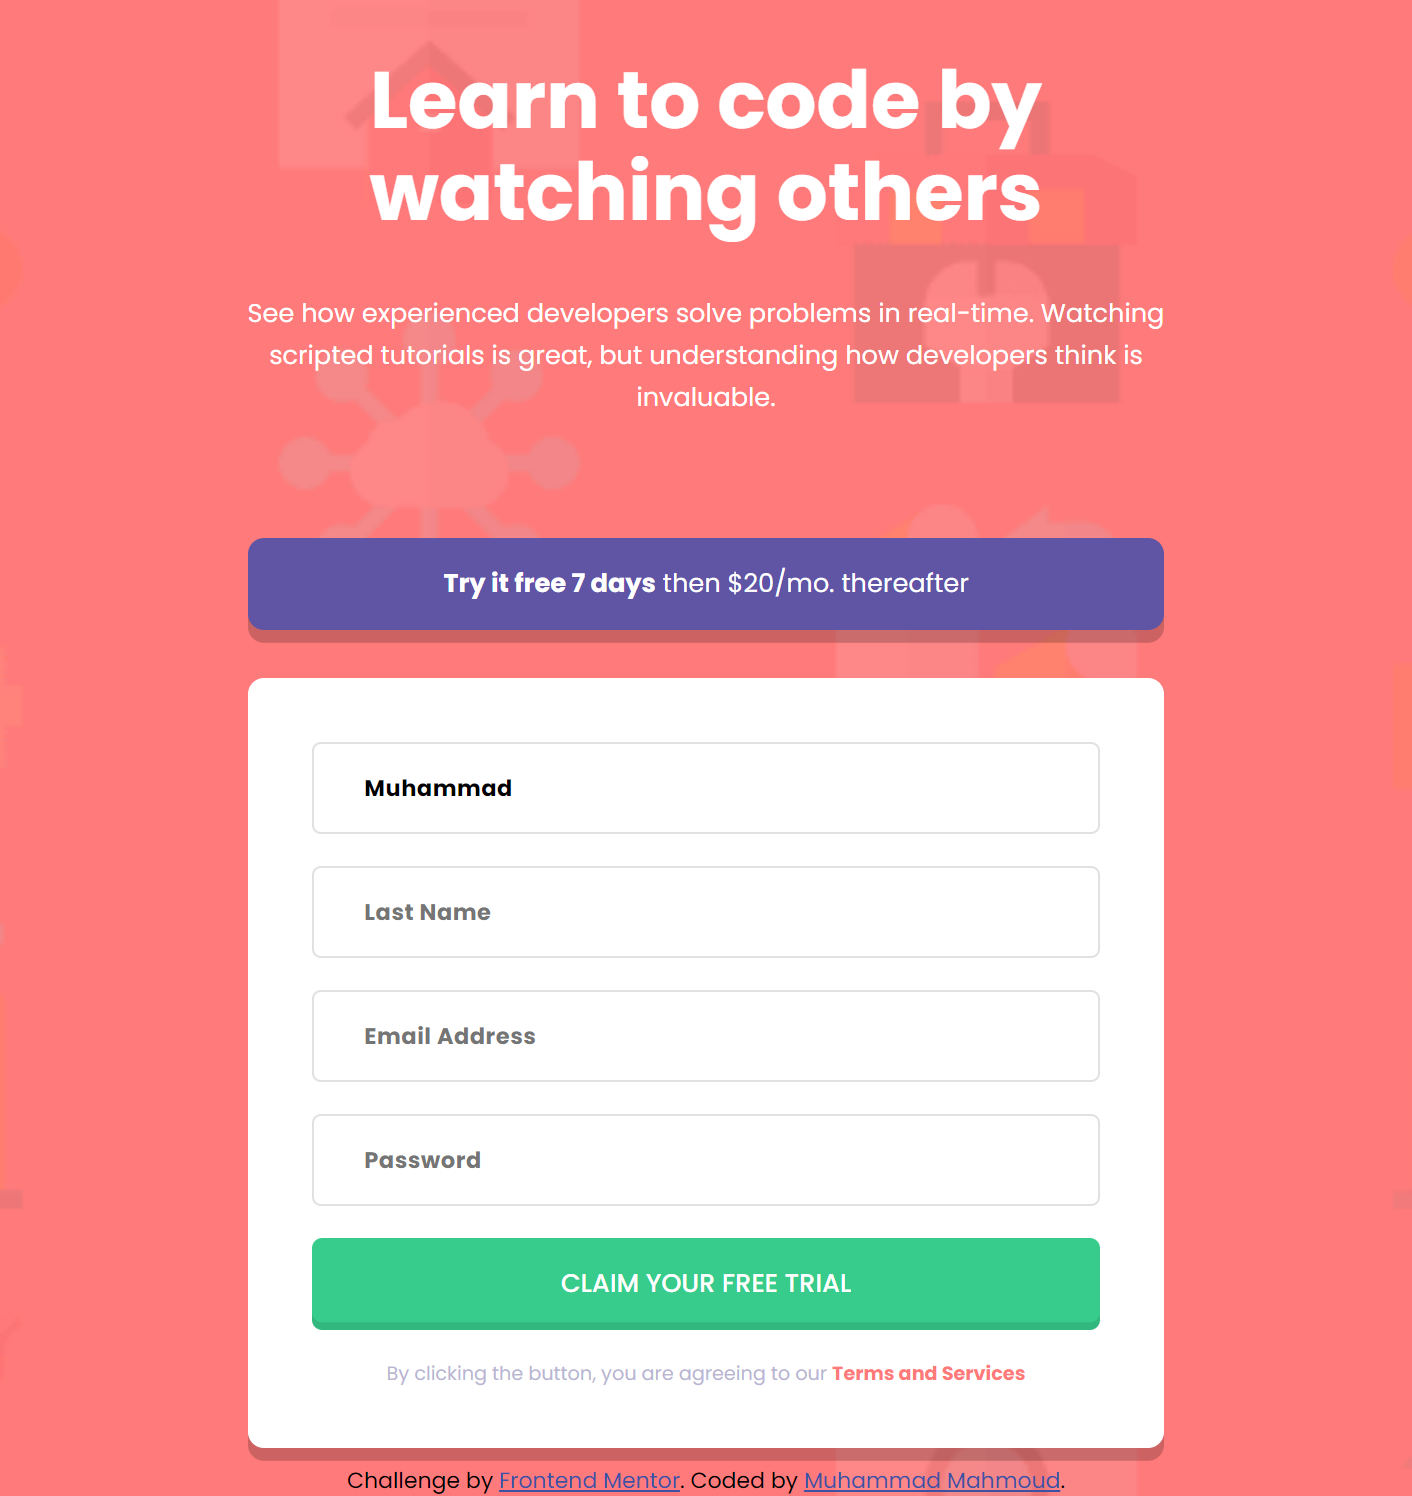 Learn to code by
watching others
See how experienced developers solve problems in real-time. Watching
scripted tutorials is great, but understanding how developers think is
invaluable.
Try it free 7 days then $20/mo. thereafter
Muhammad
Last Name
Email Address
Password
CLAIM YOUR FREE TRIAL
By clicking the button, you are agreeing to our Terms and Services
Challenge by Frontend Mentor. Coded by Muhammad Mahmoud.